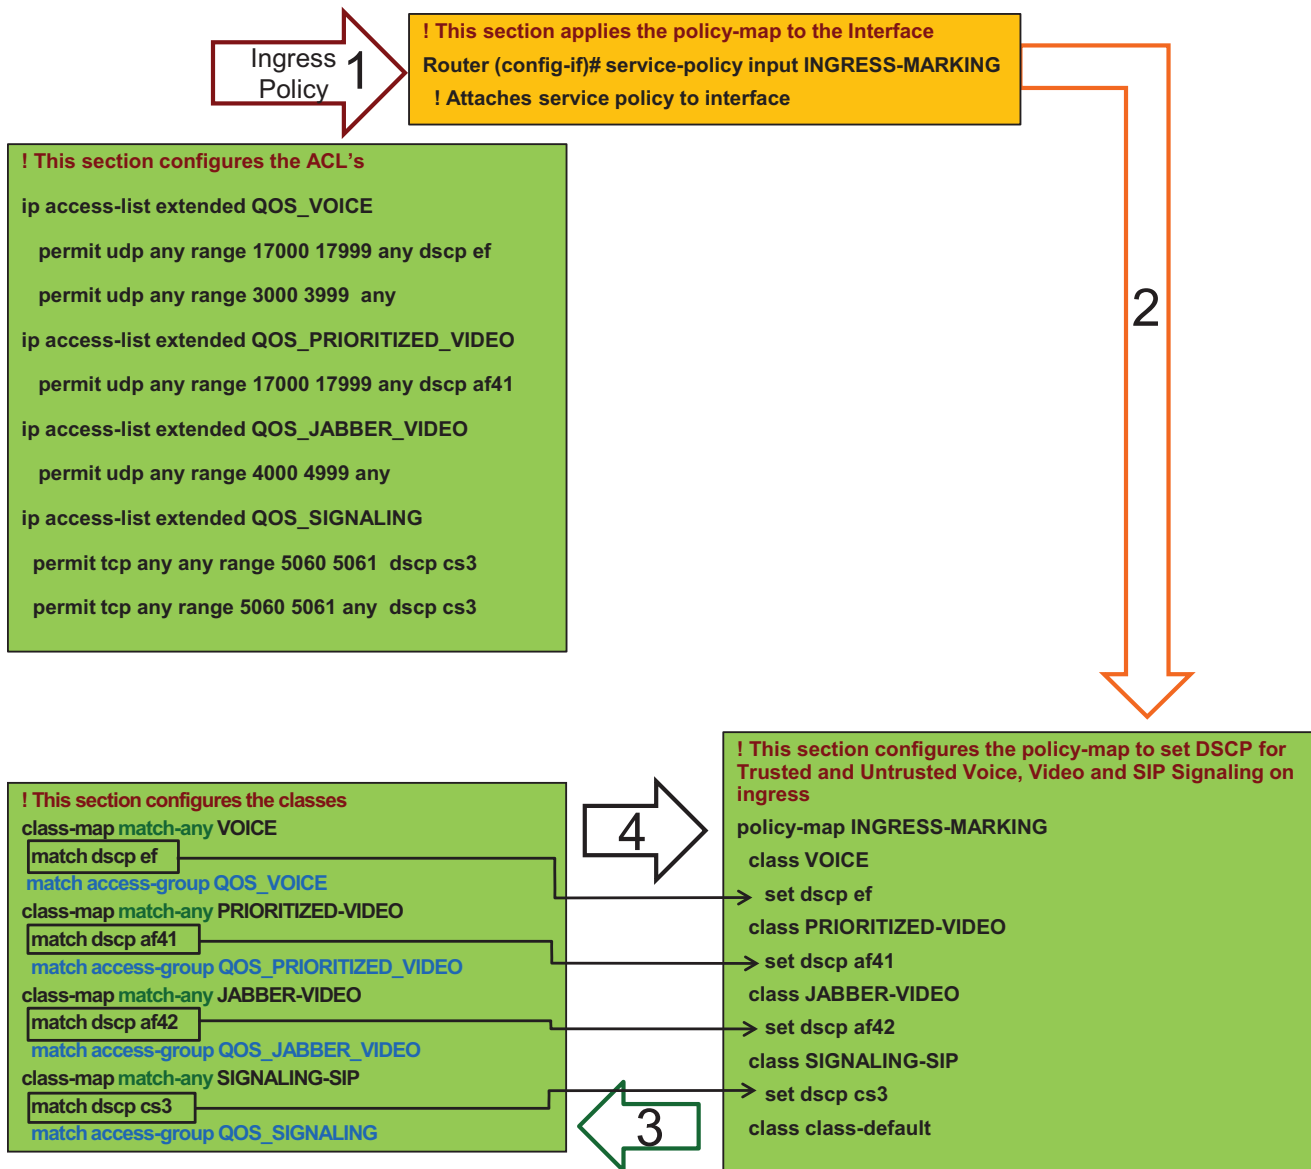 Ingress
Policy
1
! This section applies the policy-map to the Interface
Router (config-if)# service-policy input INGRESS-MARKING
! Attaches service policy to interface
2
! This section configures the ACL's
ip access-list extended QOS_VOICE
permit udp any range 17000 17999 any dscp ef
permit udp any range 3000 3999 any
ip access-list extended QOS_PRIORITIZED_VIDEO
permit udp any range 17000 17999 any dscp af41
ip access-list extended QOS_JABBER_VIDEO
permit udp any range 4000 4999 any
ip access-list extended QOS_SIGNALING
permit tcp any any range 5060 5061 dscp cs3
permit tcp any range 5060 5061 any dscp cs3
! This section configures the classes
class-map match-any VOICE
match dscp ef
match access-group QOS_VOICE
class-map match-any PRIORITIZED-VIDEO
match dscp af41
match access-group QOS_PRIORITIZED_VIDEO
class-map match-any JABBER-VIDEO
match dscp af42
match access-group QOS_JABBER_VIDEO
class-map match-any SIGNALING-SIP
match dscp cs3
match access-group QOS_SIGNALING
4
3
! This section configures the policy-map to set DSCP for
Trusted and Untrusted Voice, Video and SIP Signaling on
ingress
policy-map INGRESS-MARKING
class VOICE
set dscp ef
class PRIORITIZED-VIDEO
set dscp af41
class JABBER-VIDEO
set dscp af42
class SIGNALING-SIP
set dscp cs3
class class-default